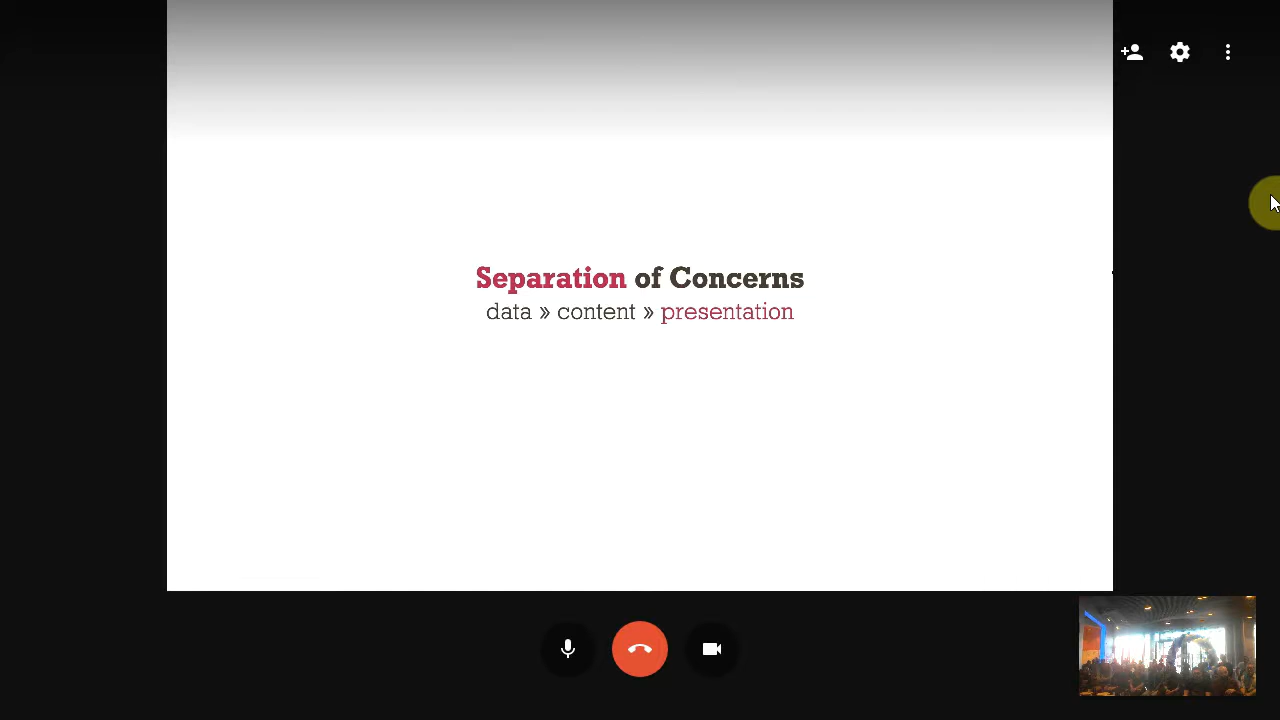 Separation of Concerns
data » content » presentation